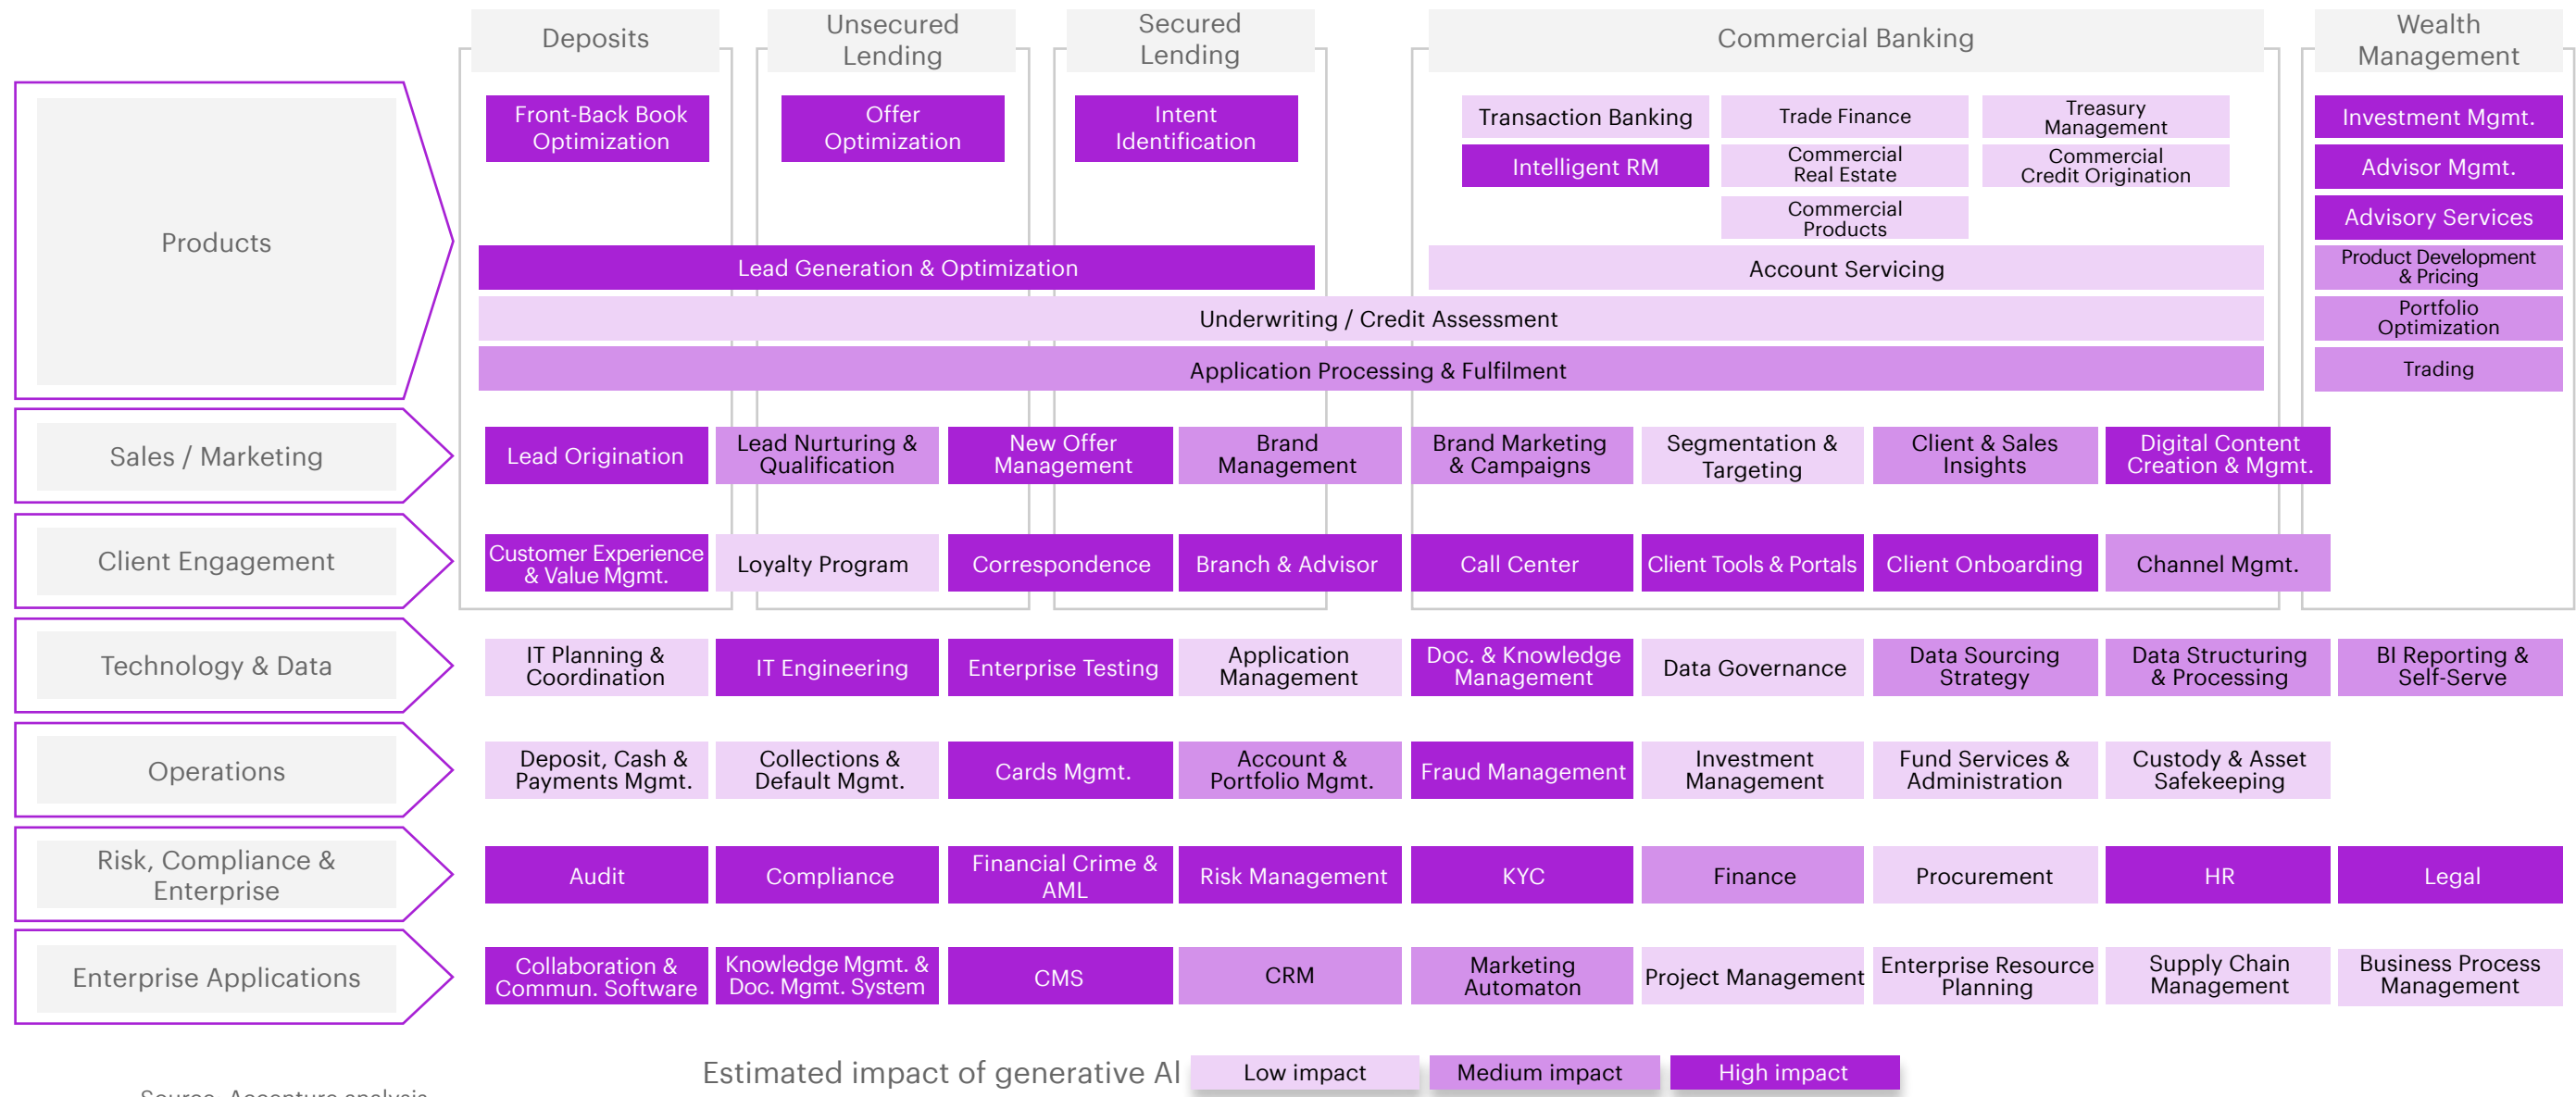 Deposits
Unsecured
Lending
Secured
Lending
Commercial Banking
Wealth
Management
Products
Front-Back Book
Optimization
Offer
Optimization
Intent
Identification
Transaction Banking
Trade Finance
Treasury
Management
Intelligent RM
Commercial
Real Estate
Commercial
Credit Origination
Commercial
Products
Investment Mgmt.
Advisor Mgmt.
Advisory Services
Product Development
& Pricing
Portfolio
Optimization
Trading
Lead Generation & Optimization
Account Servicing
Underwriting / Credit Assessment
Application Processing & Fulfilment
Sales / Marketing
Lead Origination
Lead Nurturing &
Qualification
New Offer
Management
Brand
Management
Brand Marketing
& Campaigns
Segmentation &
Targeting
Client & Sales
Insights
Digital Content
Creation & Mgmt.
Client Engagement
Customer Experience
& Value Mgmt.
Loyalty Program
Correspondence
Branch & Advisor
Call Center
Client Tools & Portals
Client Onboarding
Channel Mgmt.
Technology & Data
IT Planning &
Coordination
IT Engineering
Enterprise Testing
Application
Management
Doc. & Knowledge
Management
Data Governance
Data Sourcing
Strategy
Data Structuring
& Processing
BI Reporting &
Self-Serve
Operations
Deposit, Cash &
Payments Mgmt.
Collections &
Default Mgmt.
Cards Mgmt.
Account &
Portfolio Mgmt.
Fraud Management
Investment
Management
Fund Services &
Administration
Custody & Asset
Safekeeping
Risk, Compliance &
Enterprise
Audit
Compliance
Financial Crime &
AML
Risk Management
KYC
Finance
Procurement
HR
Legal
Enterprise Applications
Collaboration &
Commun. Software
Knowledge Mgmt. &
Doc. Mgmt. System
CMS
CRM
Marketing
Automaton
Project Management
Enterprise Resource
Planning
Supply Chain
Management
Business Process
Management
Estimated impact of generative AI
Low impact
Medium impact
High impact
Source. Accenture analysis